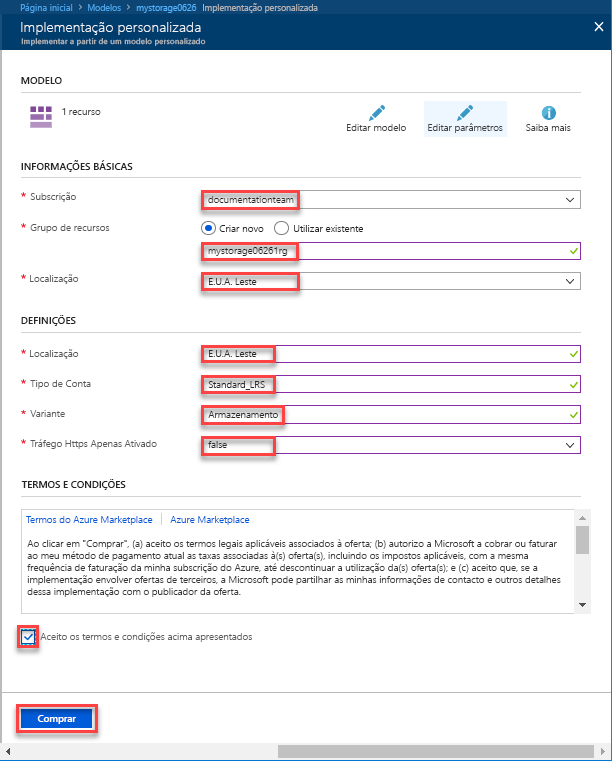 Página inicial > Modelos > mystorage0626 Implementação personalizada
Implementação personalizada
Implementar a partir de um modelo personalizado
MODELO
1 recurso
Editar modelo
Editar parâmetros
Saiba mais
INFORMAÇÕES BÁSICAS
* Subscrição
documentationteam
* Grupo de recursos
Criar novo
Utilizar existente
mystorage06261rg
* Localização
E.U.A. Leste
DEFINIÇÕES
* Localização
E.U.A. Leste
* Tipo de Conta
Standard_LRS
* Variante
Armazenamento
* Tráfego Https Apenas Ativado
false
TERMOS E CONDIÇÕES
Termos do Azure Marketplace | Azure Marketplace
Ao clicar em "Comprar", (a) aceito os termos legais aplicáveis associados à oferta; (b) autorizo a Microsoft a cobrar ou faturar
ao meu método de pagamento atual as taxas associadas à(s) oferta(s), incluindo os impostos aplicáveis, com a mesma
frequência de faturação da minha subscrição do Azure, até descontinuar a utilização da(s) oferta(s); e (c) aceito que, se a
implementação envolver ofertas de terceiros, a Microsoft pode partilhar as minhas informações de contacto e outros detalhes
dessa implementação com o publicador da oferta.
Aceito os termos e condições acima apresentados
Comprar